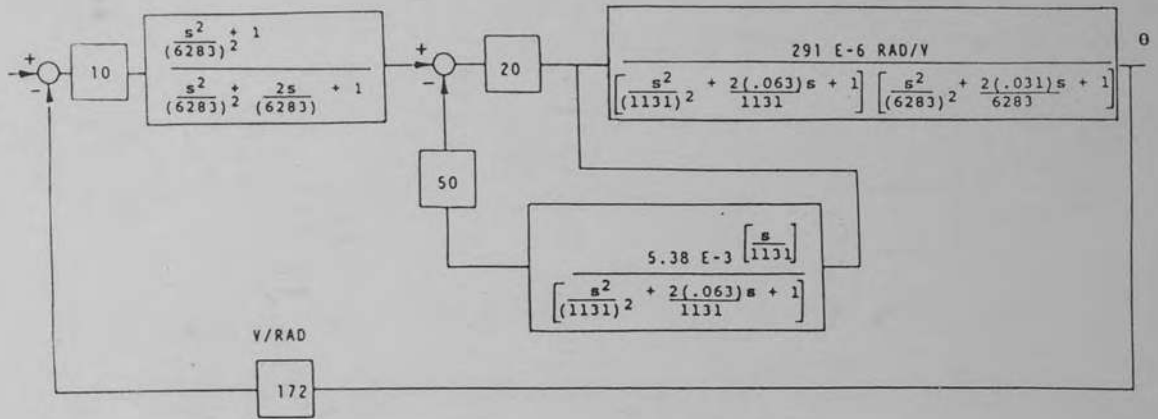 +
-
10
s² + 1
(6283)²
s² + 2s + 1
(6283)² (6283)
+
-
20
291 E-6 RAD/V
[s² + 2(.063)s + 1] [s² + 2(.031)s + 1]
(1131)² 1131 (6283)² 6283
θ
50
5.38 E-3 [s]
1131
[s² + 2(.063)s + 1]
(1131)² 1131
V/RAD
172